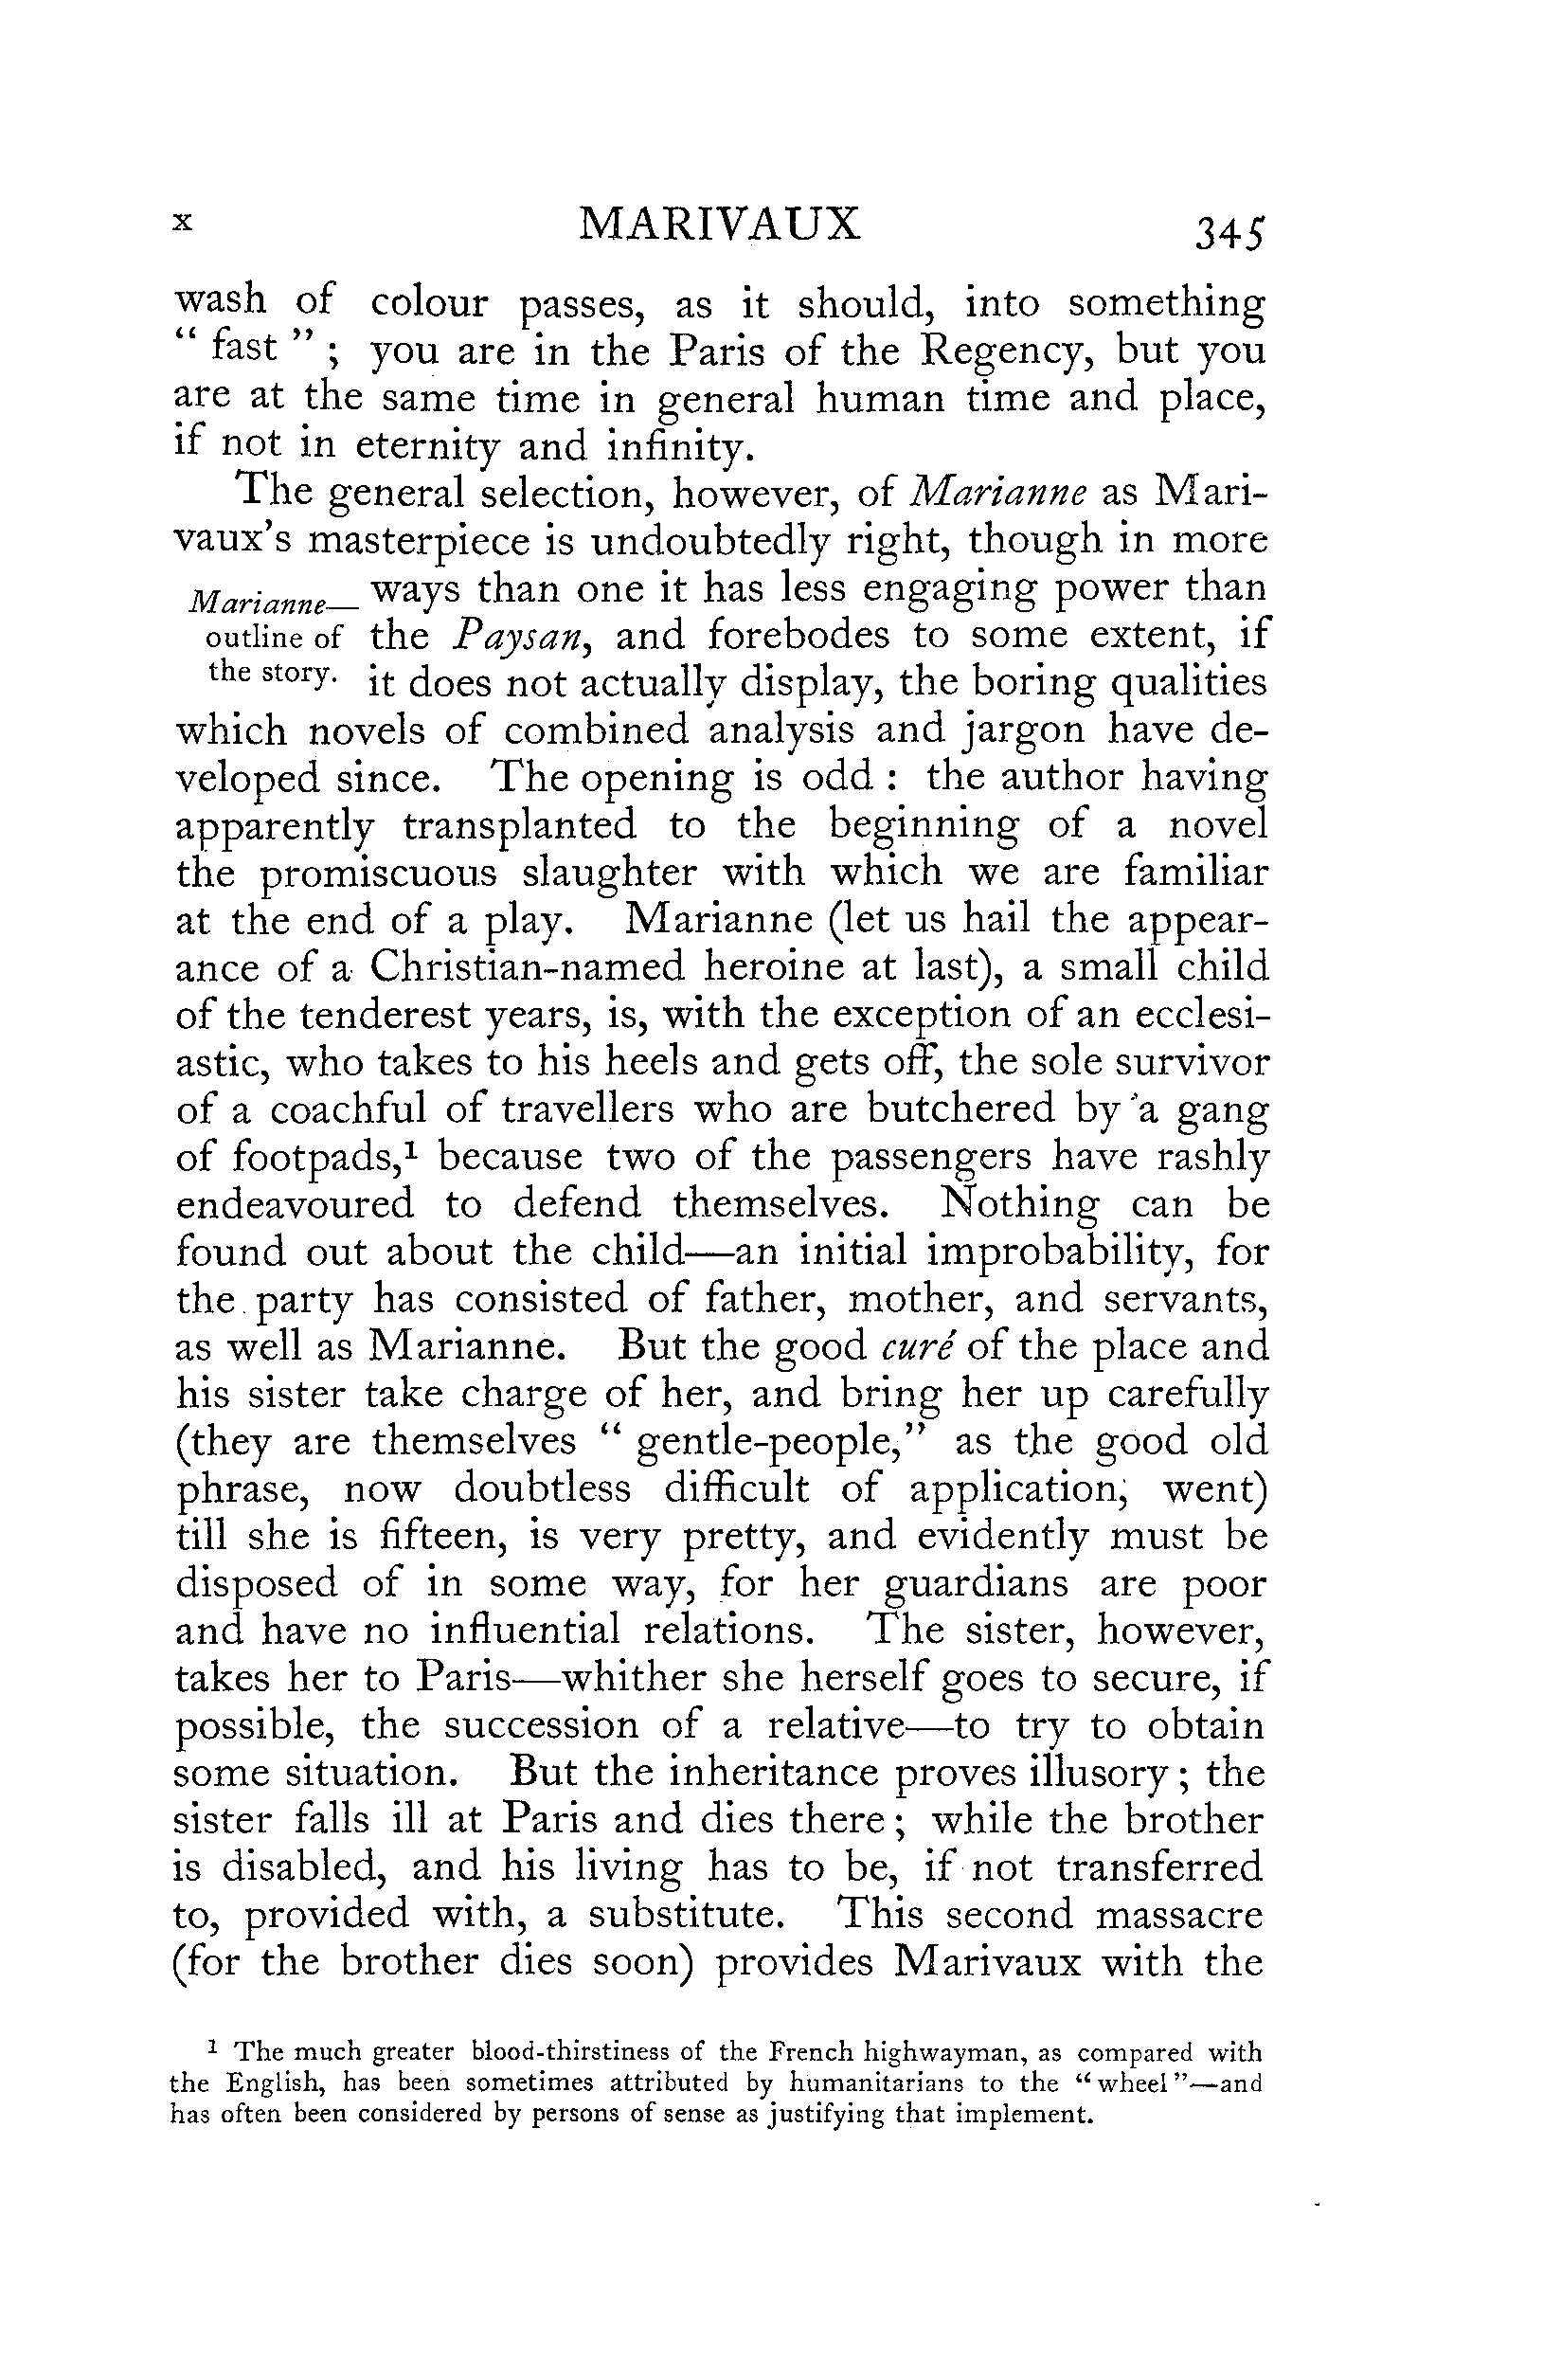 x MARIVAUX 345
wash of colour passes, as it should, into something
“ fast ” ; you are in the Paris of the Regency, but you
are at the same time in general human time and place,
if not in eternity and infinity.
The general selection, however, of Marianne as Mari-
vaux’s masterpiece is undoubtedly right, though in more
Marianne— ways than one it has less engaging power than
outline of the Paysan, and forebodes to some extent, if
the story. it does not actually display, the boring qualities
which novels of combined analysis and jargon have de-
veloped since. The opening is odd : the author having
apparently transplanted to the beginning of a novel
the promiscuous slaughter with which we are familiar
at the end of a play. Marianne (let us hail the appear-
ance of a Christian-named heroine at last), a small child
of the tenderest years, is, with the exception of an ecclesi-
astic, who takes to his heels and gets off, the sole survivor
of a coachful of travellers who are butchered by a gang
of footpads,¹ because two of the passengers have rashly
endeavoured to defend themselves. Nothing can be
found out about the child—an initial improbability, for
the party has consisted of father, mother, and servants,
as well as Marianne. But the good curé of the place and
his sister take charge of her, and bring her up carefully
(they are themselves “ gentle-people,” as the good old
phrase, now doubtless difficult of application, went)
till she is fifteen, is very pretty, and evidently must be
disposed of in some way, for her guardians are poor
and have no influential relations. The sister, however,
takes her to Paris—whither she herself goes to secure, if
possible, the succession of a relative—to try to obtain
some situation. But the inheritance proves illusory ; the
sister falls ill at Paris and dies there ; while the brother
is disabled, and his living has to be, if not transferred
to, provided with, a substitute. This second massacre
(for the brother dies soon) provides Marivaux with the
¹ The much greater blood-thirstiness of the French highwayman, as compared with
the English, has been sometimes attributed by humanitarians to the “wheel”—and
has often been considered by persons of sense as justifying that implement.